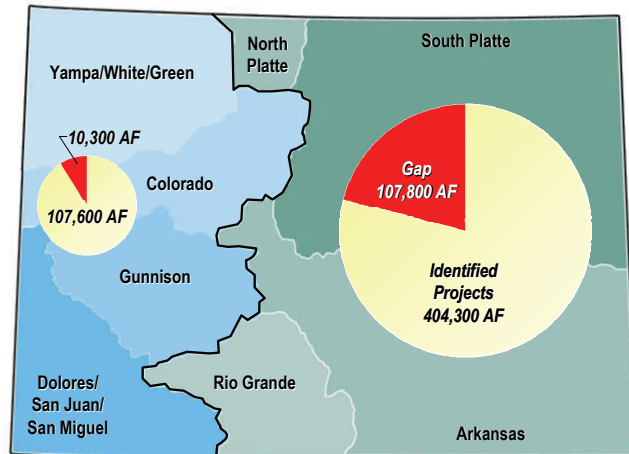 North
Platte
South Platte
Yampa/White/Green
10,300 AF
Gap
107,800 AF
Colorado
107,600 AF
Gunnison
Identified
Projects
404,300 AF
Dolores/
San Juan/
San Miguel
Rio Grande
Arkansas